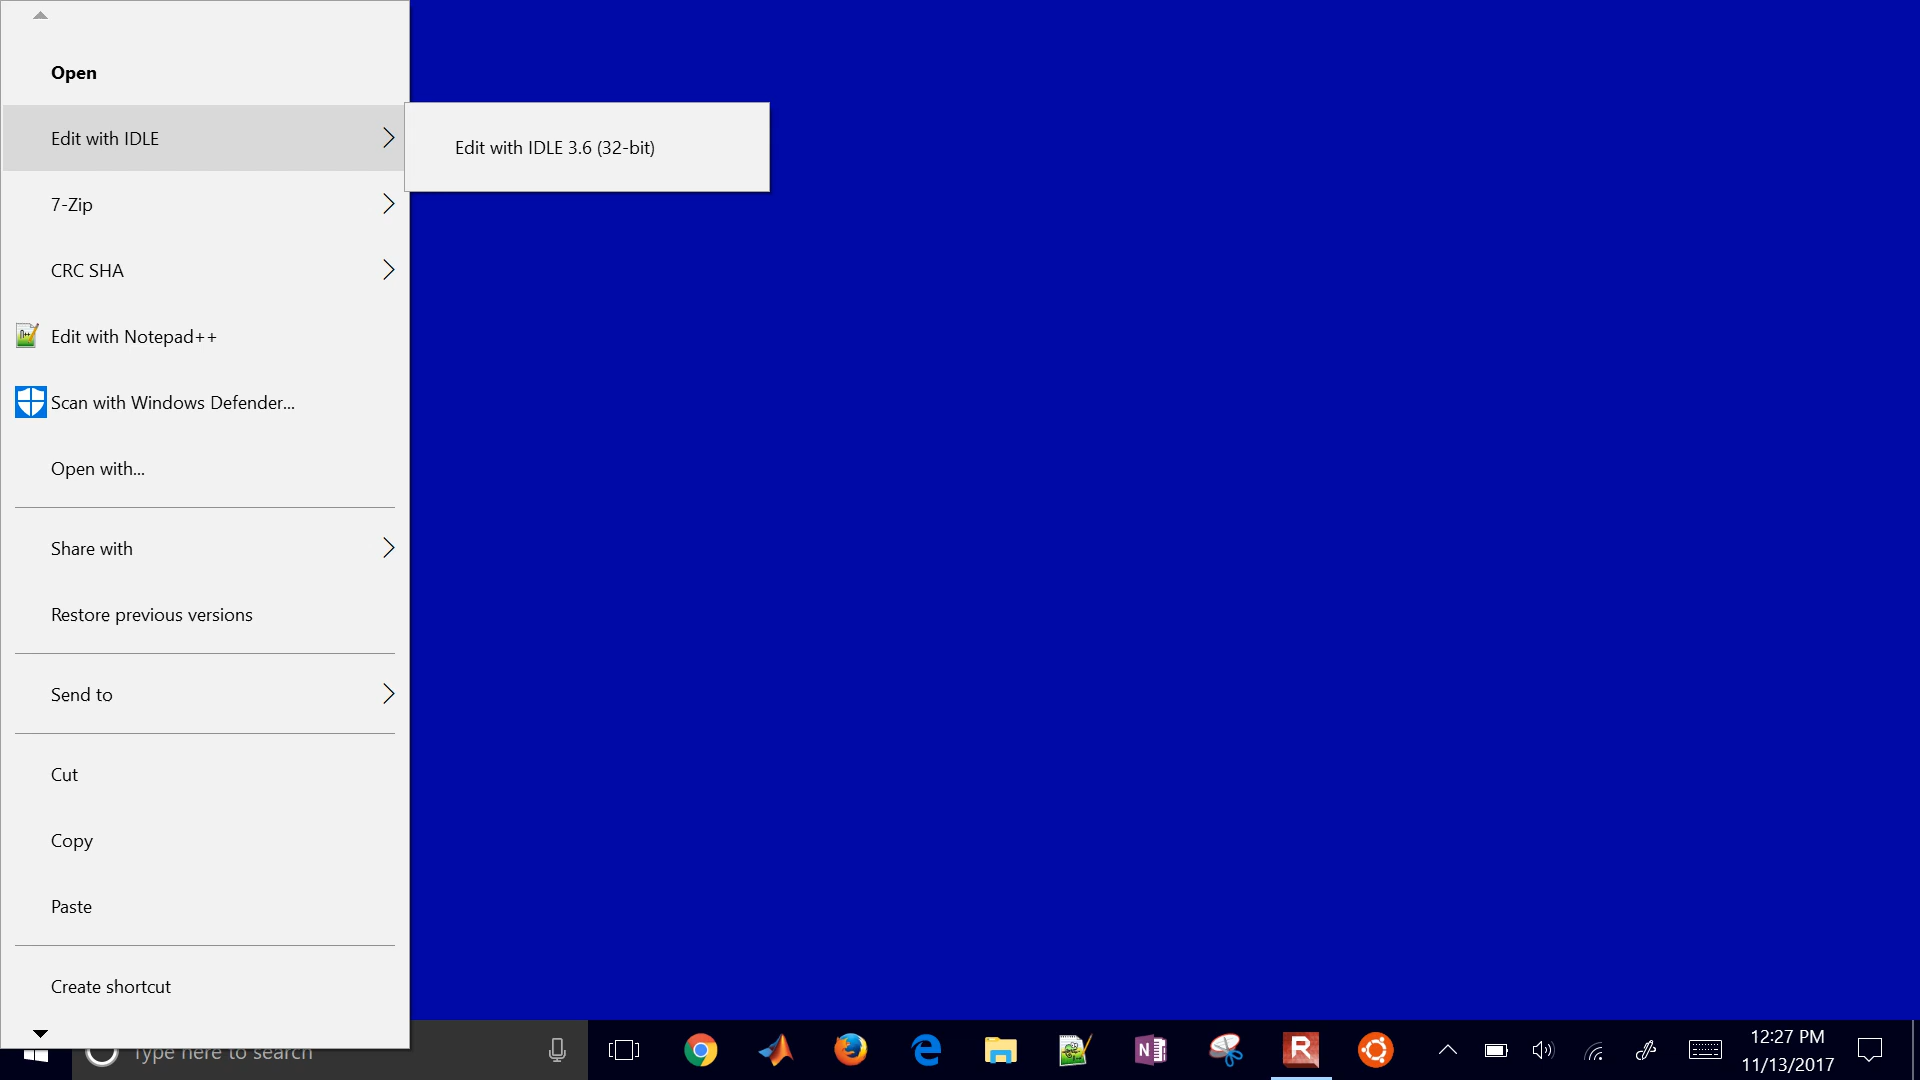 Open
Edit with IDLE
Edit with IDLE 3.6 (32-bit)
7-Zip
CRC SHA
Edit with Notepad++
Scan with Windows Defender...
Open with...
Share with
Restore previous versions
Send to
Cut
Copy
Paste
Create shortcut
Type here to search
12:27 PM
11/13/2017